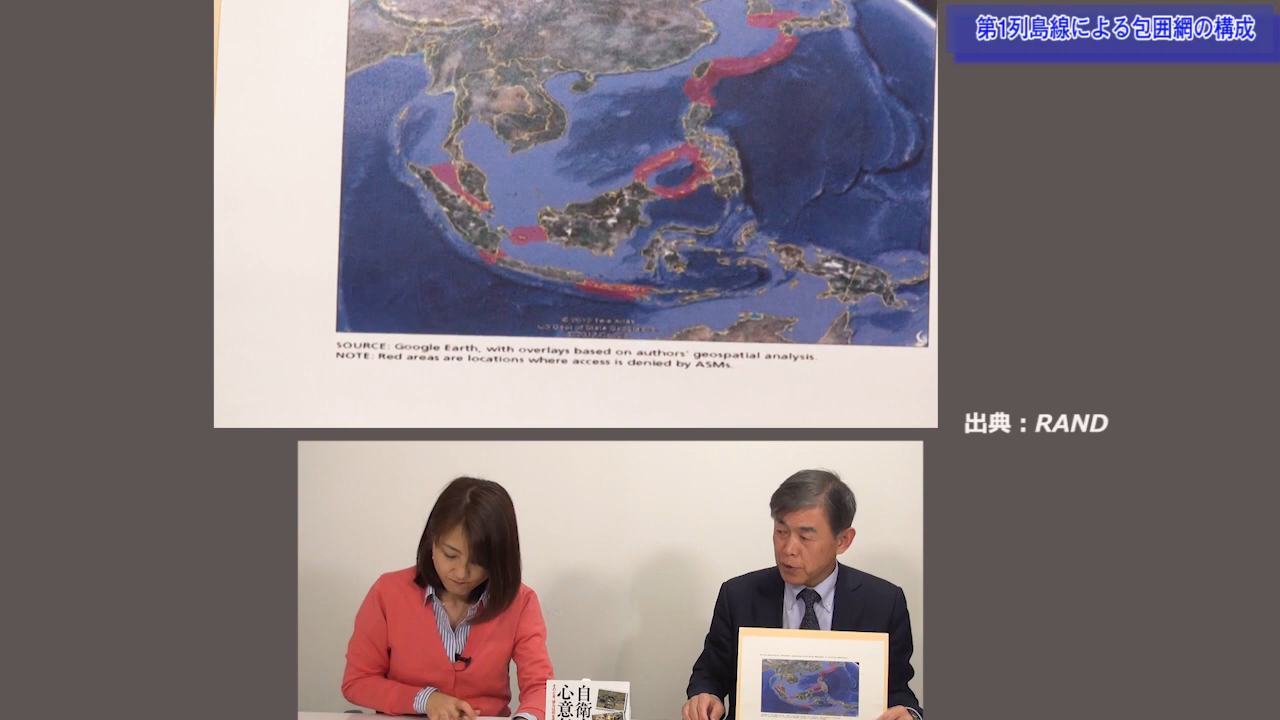 第1列島線による包囲網の構成
SOURCE: Google Earth, with overlays based on authors' geospatial analysis.
NOTE: Red areas are locations where access is denied by ASMs.
出典：RAND
自衛
心意